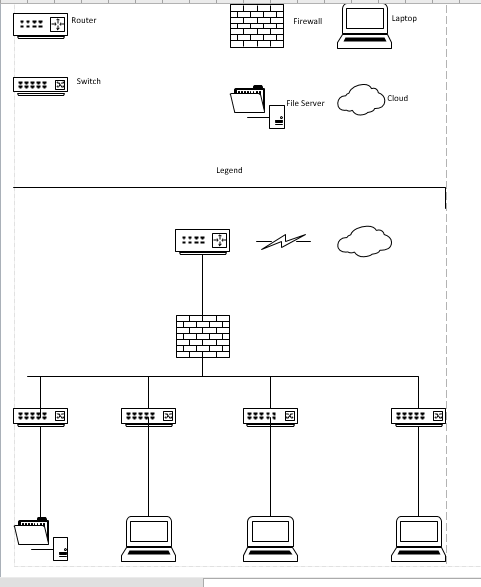 Router
Firewall
Laptop
Switch
File Server
Cloud
Legend